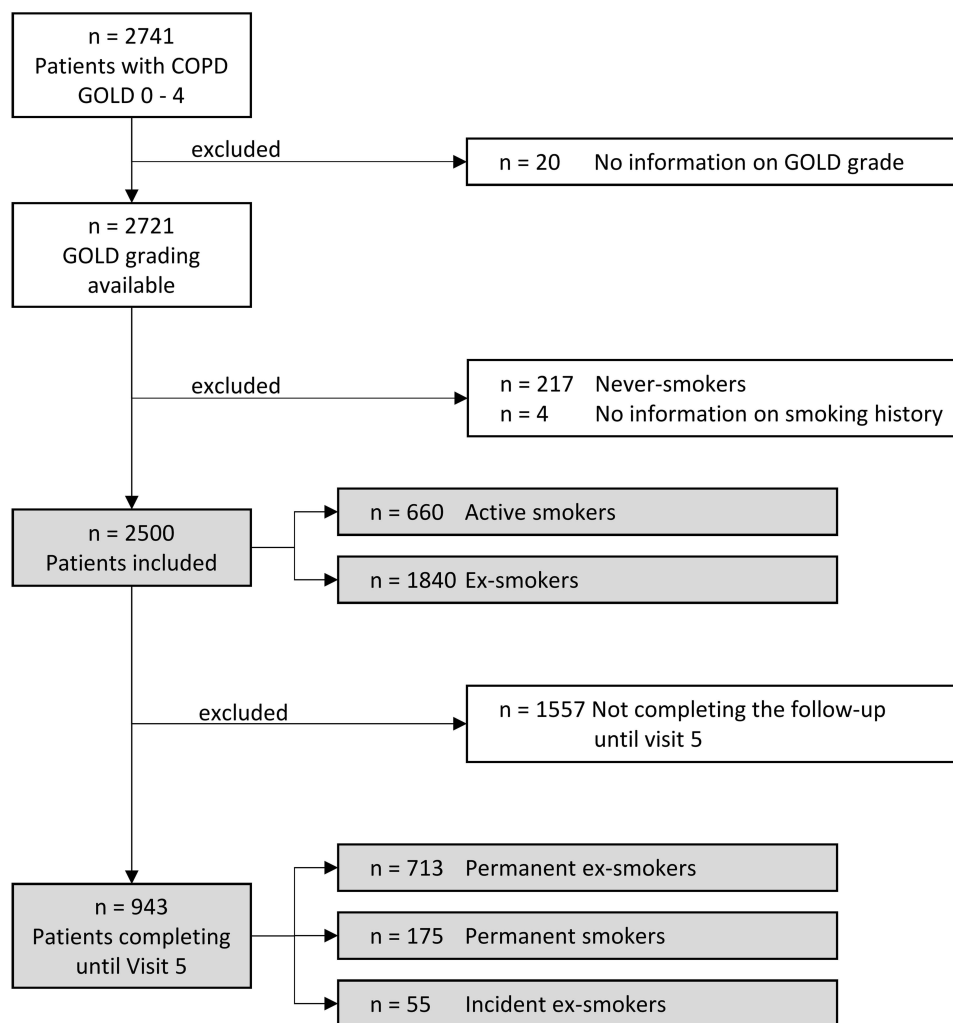 n = 2741
Patients with COPD
GOLD 0 - 4
excluded
n = 20 No information on GOLD grade
n = 2721
GOLD grading
available
excluded
n = 217 Never-smokers
n = 4 No information on smoking history
n = 2500
Patients included
n = 660 Active smokers
n = 1840 Ex-smokers
excluded
n = 1557 Not completing the follow-up
until visit 5
n = 943
Patients completing
until Visit 5
n = 713 Permanent ex-smokers
n = 175 Permanent smokers
n = 55 Incident ex-smokers